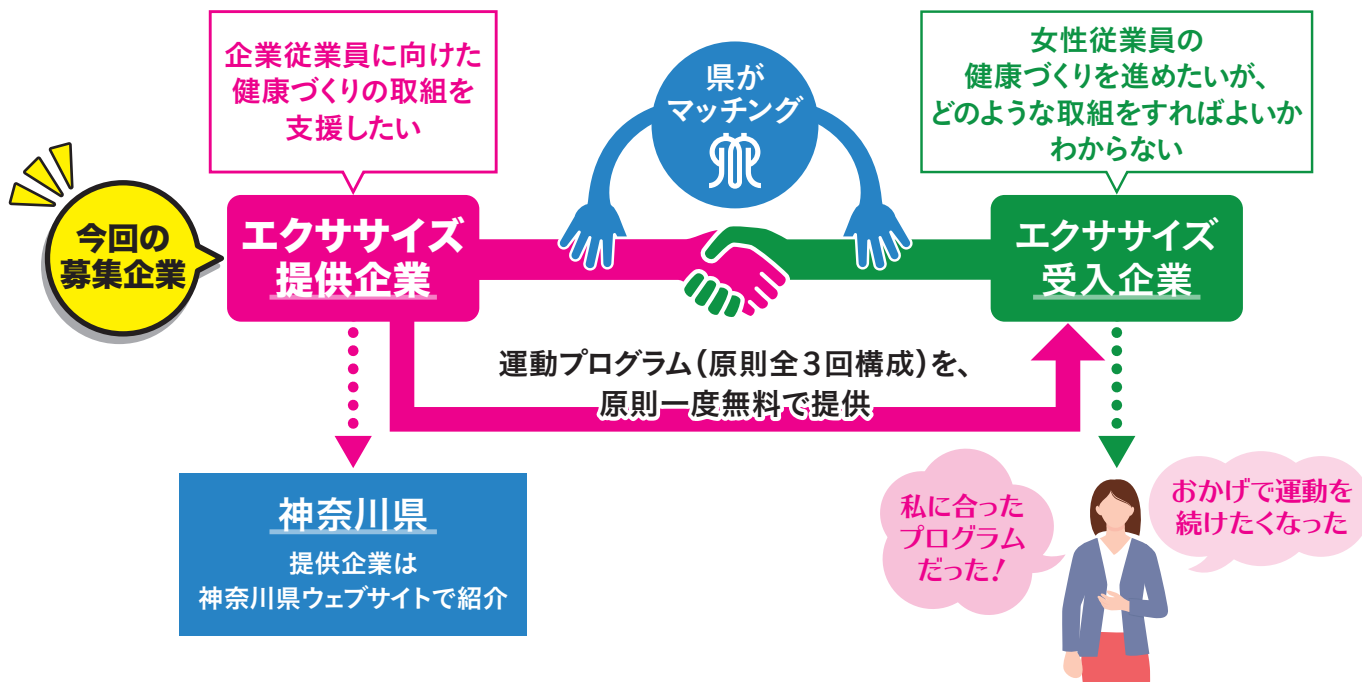 企業従業員に向けた
健康づくりの取組を
支援したい
県が
マッチング
女性従業員の
健康づくりを進めたいが、
どのような取組をすればよいか
わからない
今回の
募集企業
エクササイズ
提供企業
エクササイズ
受入企業
運動プログラム(原則全3回構成)を、
原則一度無料で提供
神奈川県
提供企業は
神奈川県ウェブサイトで紹介
私に合った
プログラム
だった！
おかげで運動を
続けたくなった